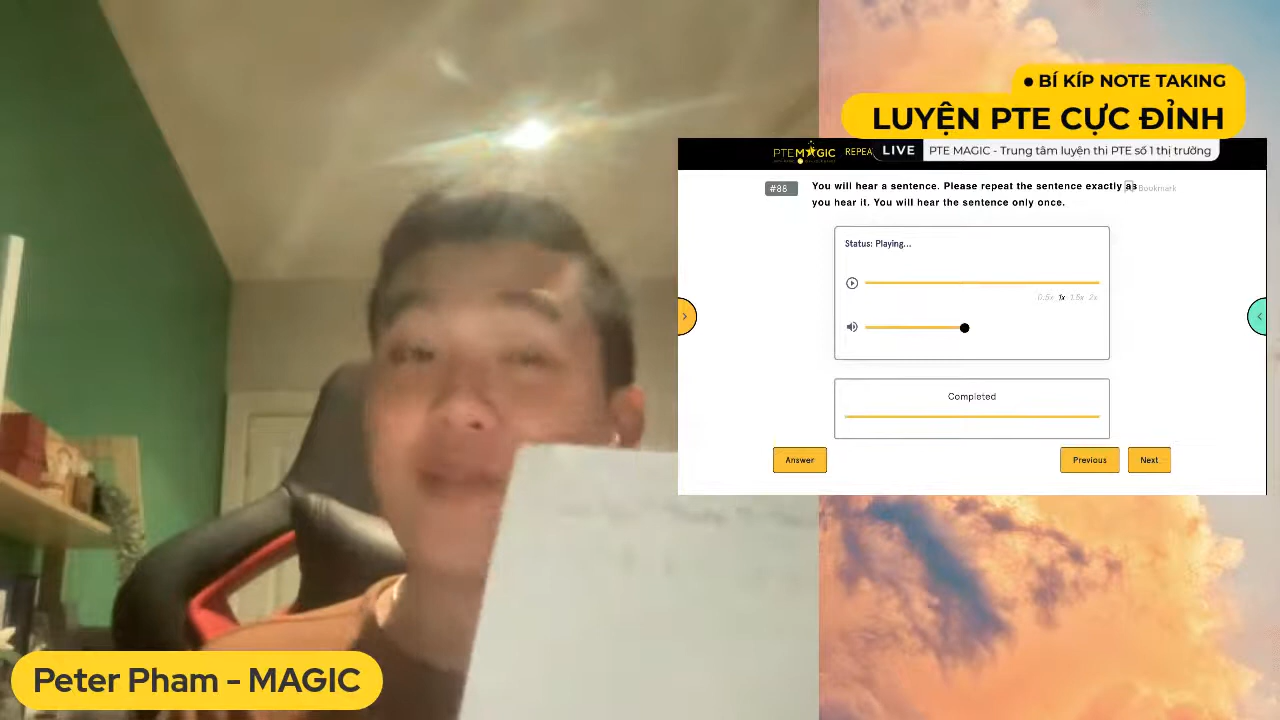 ● BÍ KÍP NOTE TAKING
LUYỆN PTE CỰC ĐỈNH
PTE MAGIC
REPEA
LIVE
PTE MAGIC - Trung tâm luyện thi PTE số 1 thị trường
#86
You will hear a sentence. Please repeat the sentence exactly as
you hear it. You will hear the sentence only once.
Bookmark
Status: Playing...
0.5x 1x 1.5x 2x
Completed
Answer
Previous
Next
Peter Pham - MAGIC